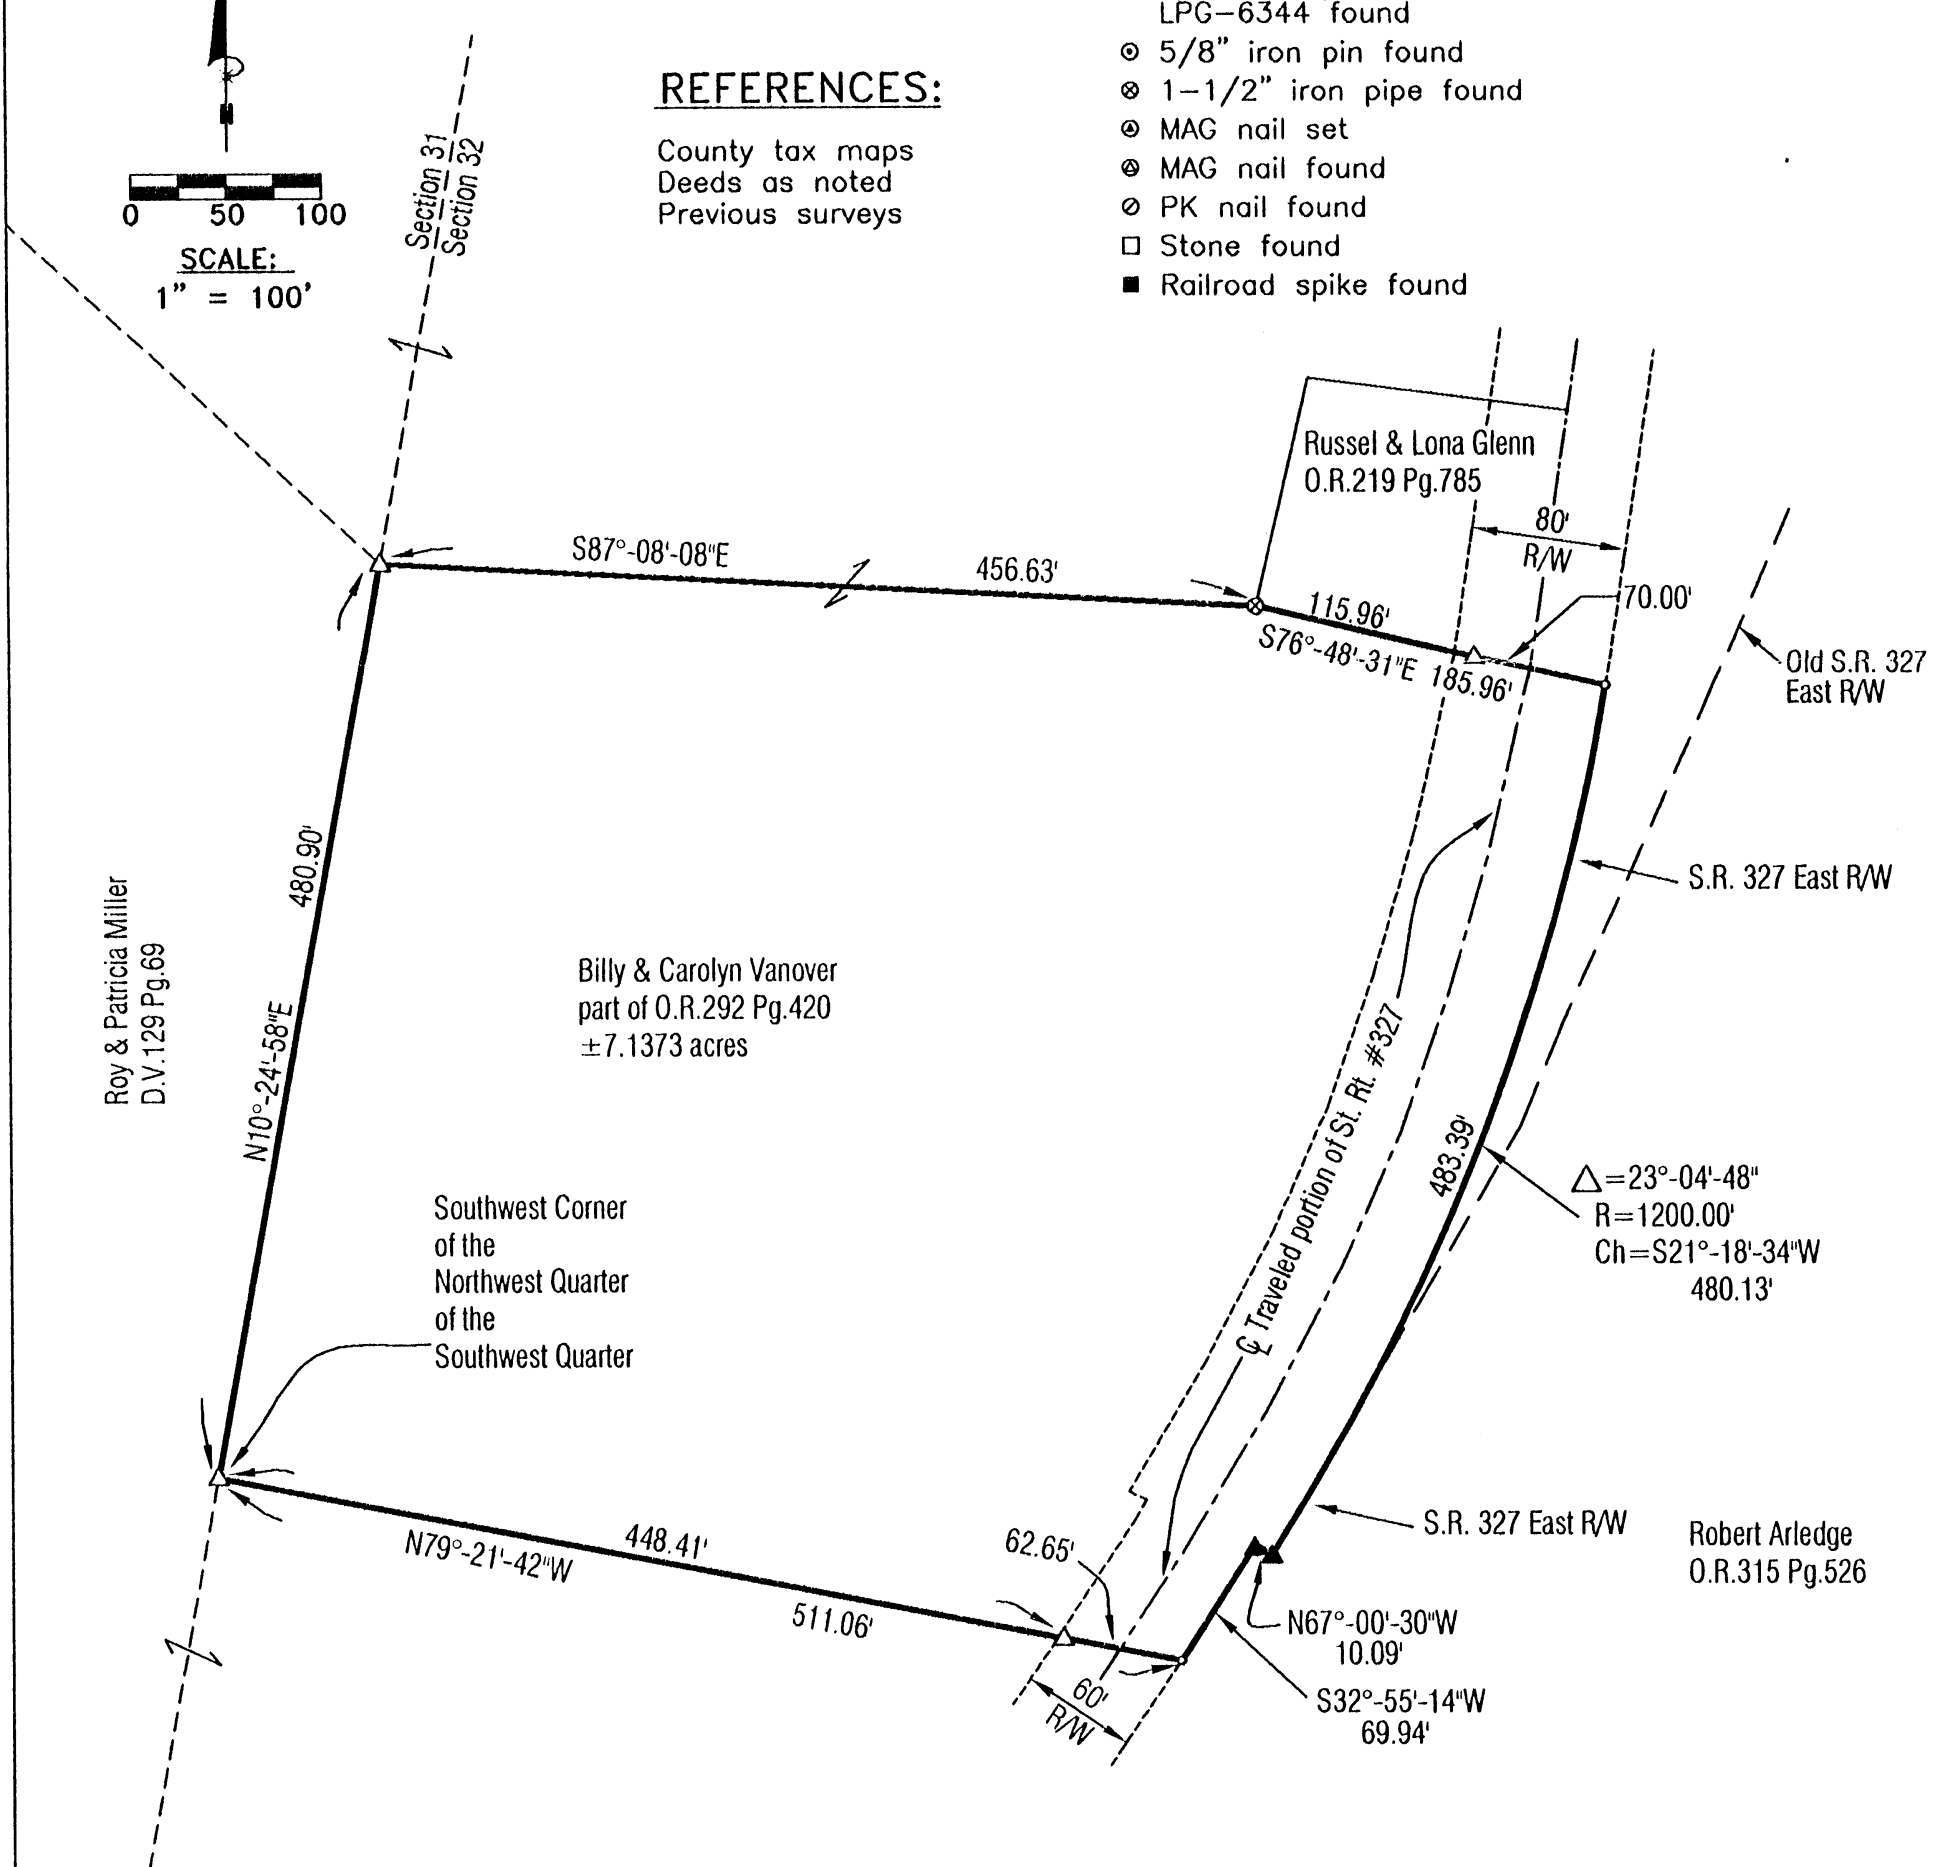 LPG-6344 found
5/8" iron pin found
1-1/2" iron pipe found
MAG nail set
MAG nail found
PK nail found
Stone found
Railroad spike found
REFERENCES:
County tax maps
Deeds as noted
Previous surveys
0 50 100
SCALE:
1" = 100'
Section 31
Section 32
Russel & Lona Glenn
O.R.219 Pg.785
80'
R/W
70.00'
S87°-08'-08"E
456.63'
115.96'
S76°-48'-31"E
185.96'
Old S.R. 327
East R/W
S.R. 327 East R/W
480.90'
N10°-24'-58"E
Roy & Patricia Miller
D.V.129 Pg.69
Billy & Carolyn Vanover
part of O.R.292 Pg.420
±7.1373 acres
℄ Traveled portion of St. Rt. #327
483.39'
△=23°-04'-48"
R=1200.00'
Ch=S21°-18'-34"W
480.13'
Southwest Corner
of the
Northwest Quarter
of the
Southwest Quarter
S.R. 327 East R/W
Robert Arledge
O.R.315 Pg.526
448.41'
N79°-21'-42"W
511.06'
62.65'
N67°-00'-30"W
10.09'
S32°-55'-14"W
69.94'
60'
R/W